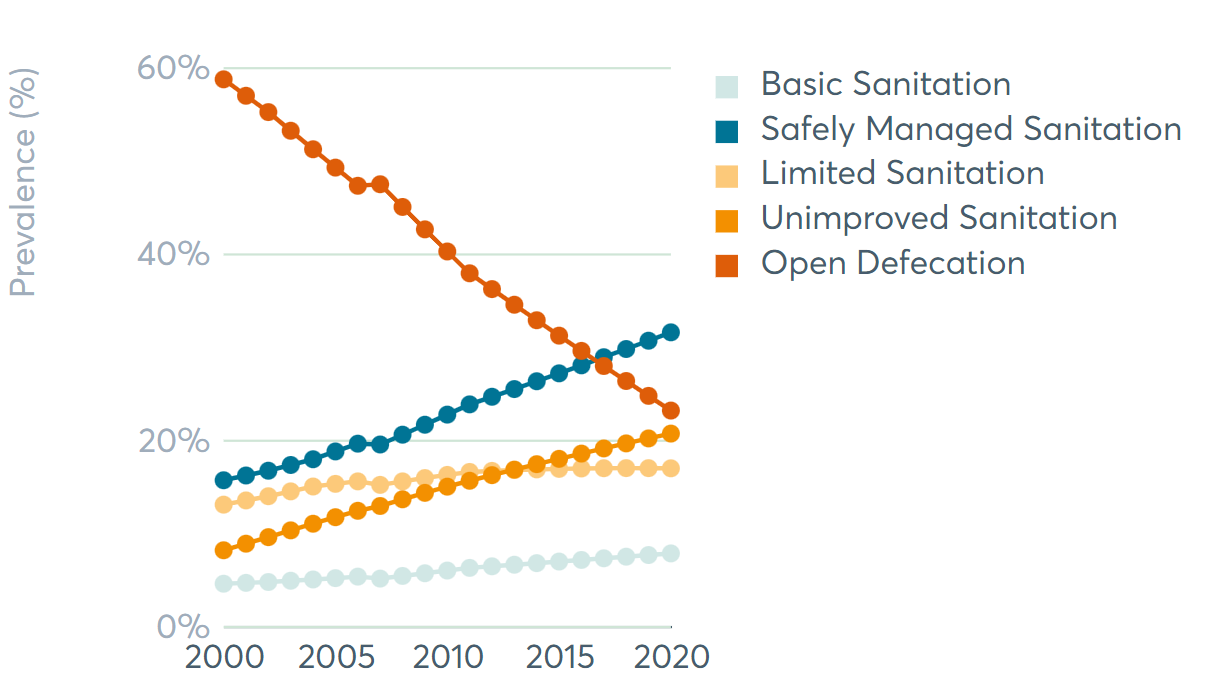 Prevalence (%)
60%
40%
20%
0%
2000 2005 2010 2015 2020
Basic Sanitation
Safely Managed Sanitation
Limited Sanitation
Unimproved Sanitation
Open Defecation